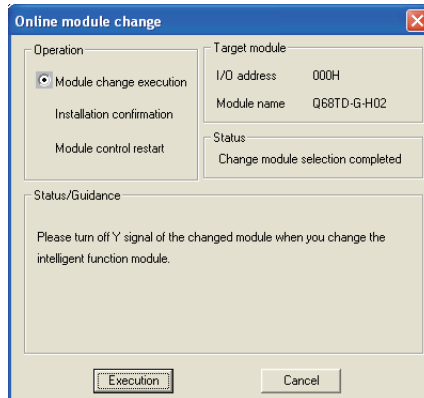 Online module change
Operation
Module change execution
Installation confirmation
Module control restart
Target module
I/O address 000H
Module name Q68TD-G-H02
Status
Change module selection completed
Status/Guidance
Please turn off Y signal of the changed module when you change the
intelligent function module.
Execution
Cancel